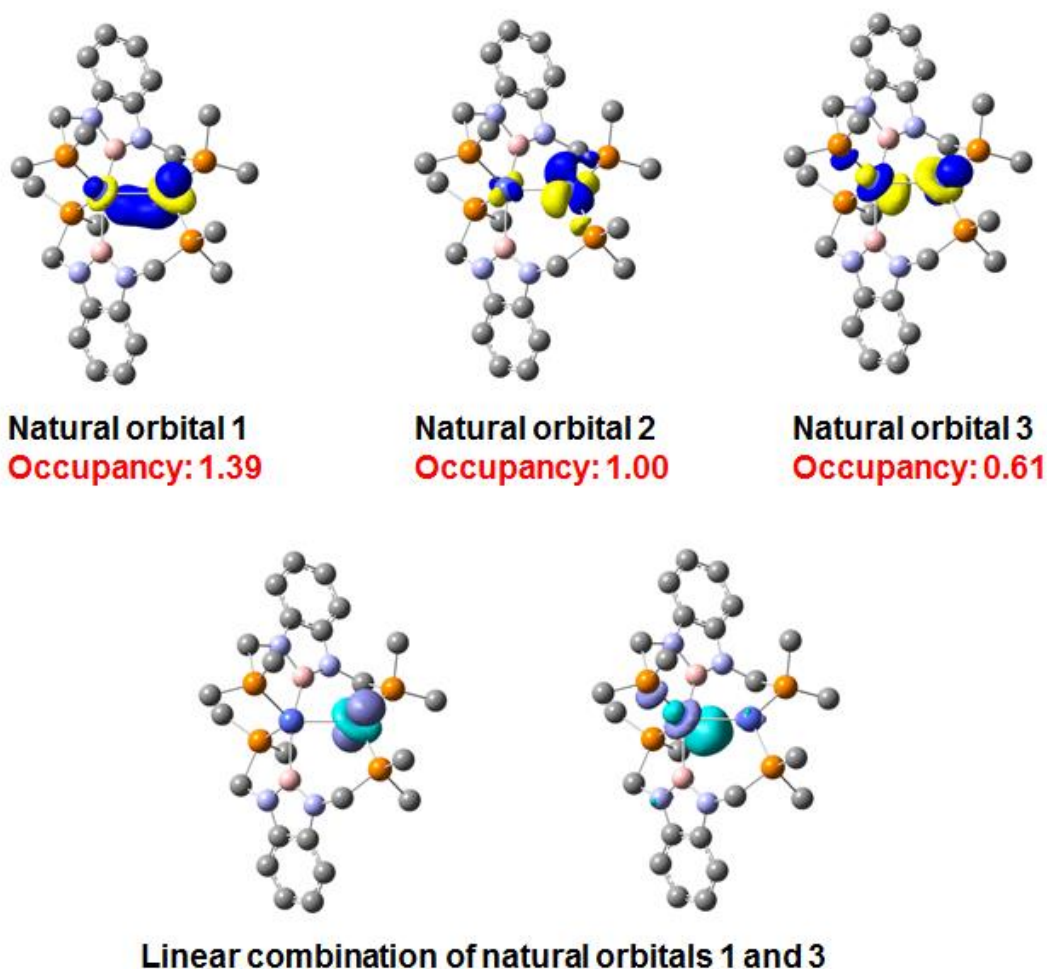 Natural orbital 1
Occupancy: 1.39
Natural orbital 2
Occupancy: 1.00
Natural orbital 3
Occupancy: 0.61
Linear combination of natural orbitals 1 and 3